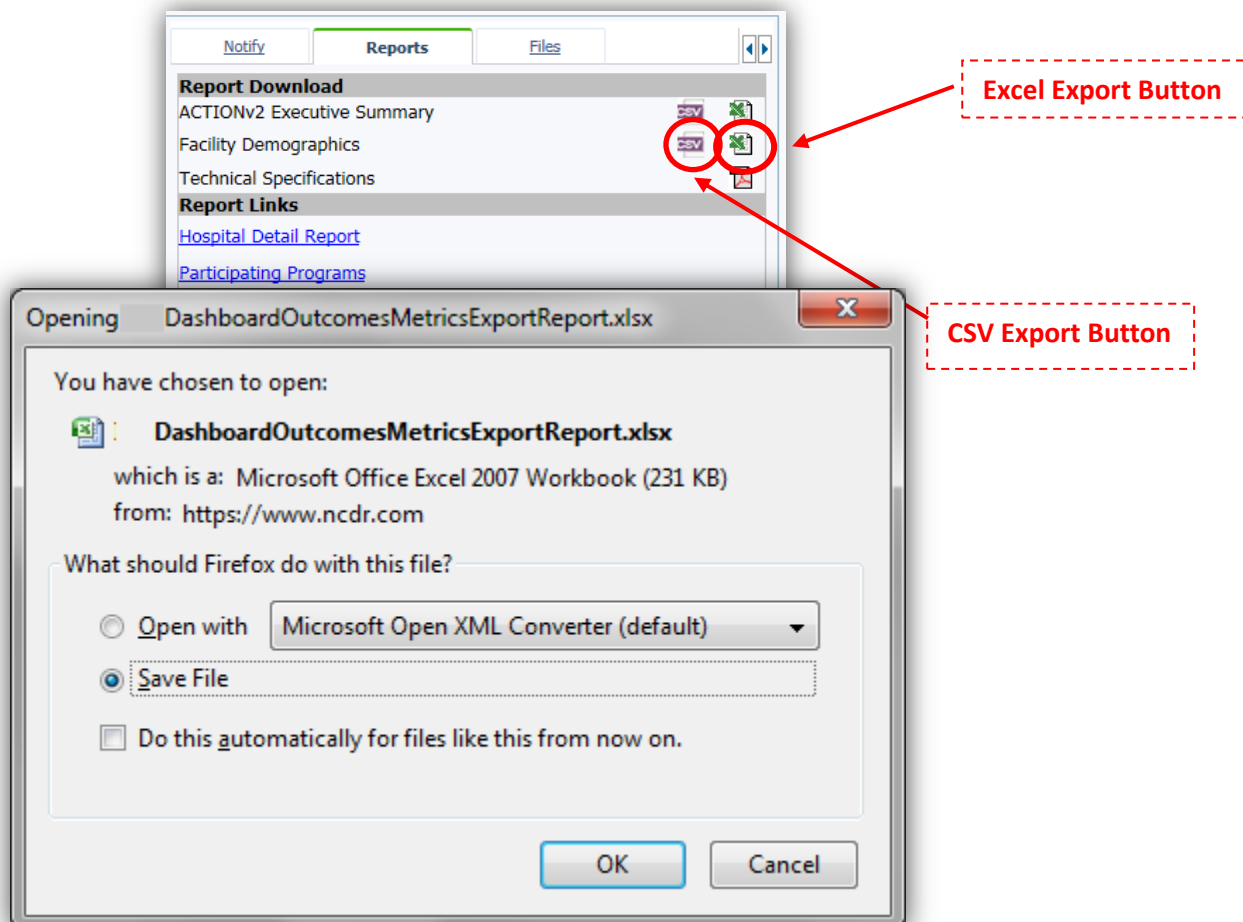 Notify Reports Files
Report Download
Excel Export Button
ACTIONv2 Executive Summary CSV
Facility Demographics CSV
Technical Specifications
Report Links
Hospital Detail Report
Participating Programs
Opening DashboardOutcomesMetricsExportReport.xlsx
CSV Export Button
You have chosen to open:
DashboardOutcomesMetricsExportReport.xlsx
which is a: Microsoft Office Excel 2007 Workbook (231 KB)
from: https://www.ncdr.com
What should Firefox do with this file?
Open with Microsoft Open XML Converter (default)
Save File
Do this automatically for files like this from now on.
OK Cancel